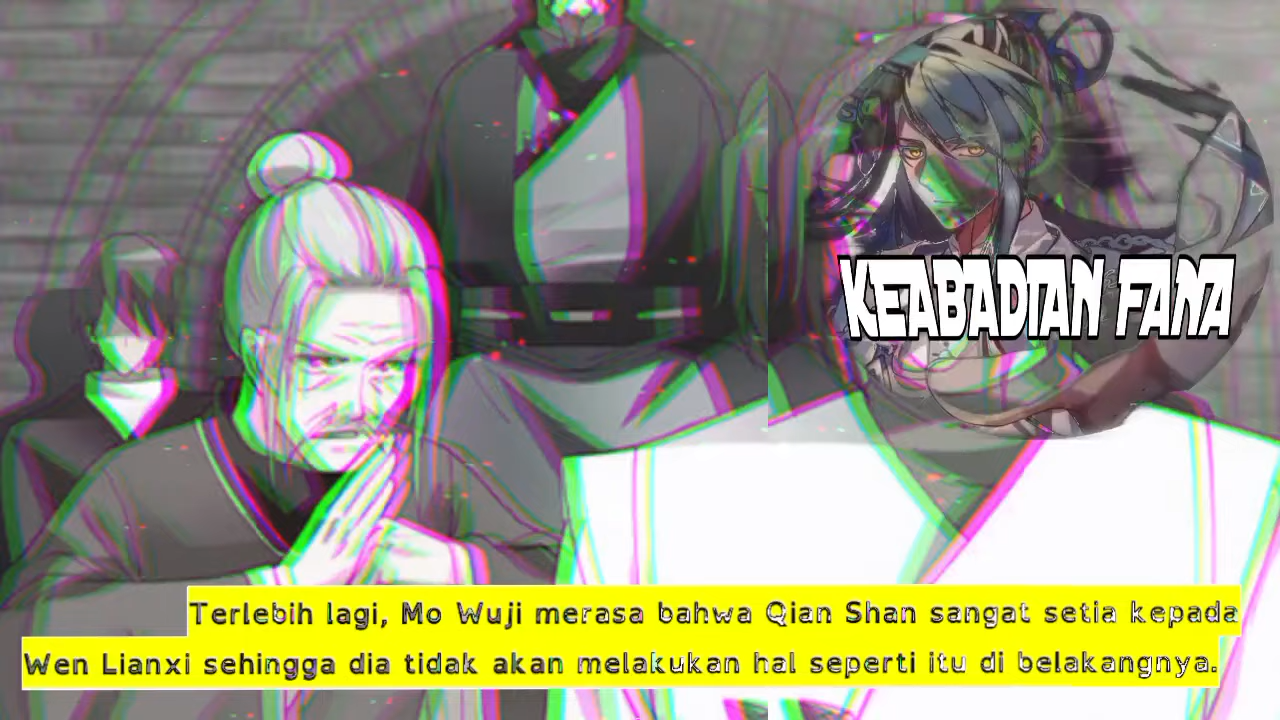 KEABADIAN FANA
Terlebih lagi, Mo Wuji merasa bahwa Qian Shan sangat setia kepada
Wen Lianxi sehingga dia tidak akan melakukan hal seperti itu di belakangnya.